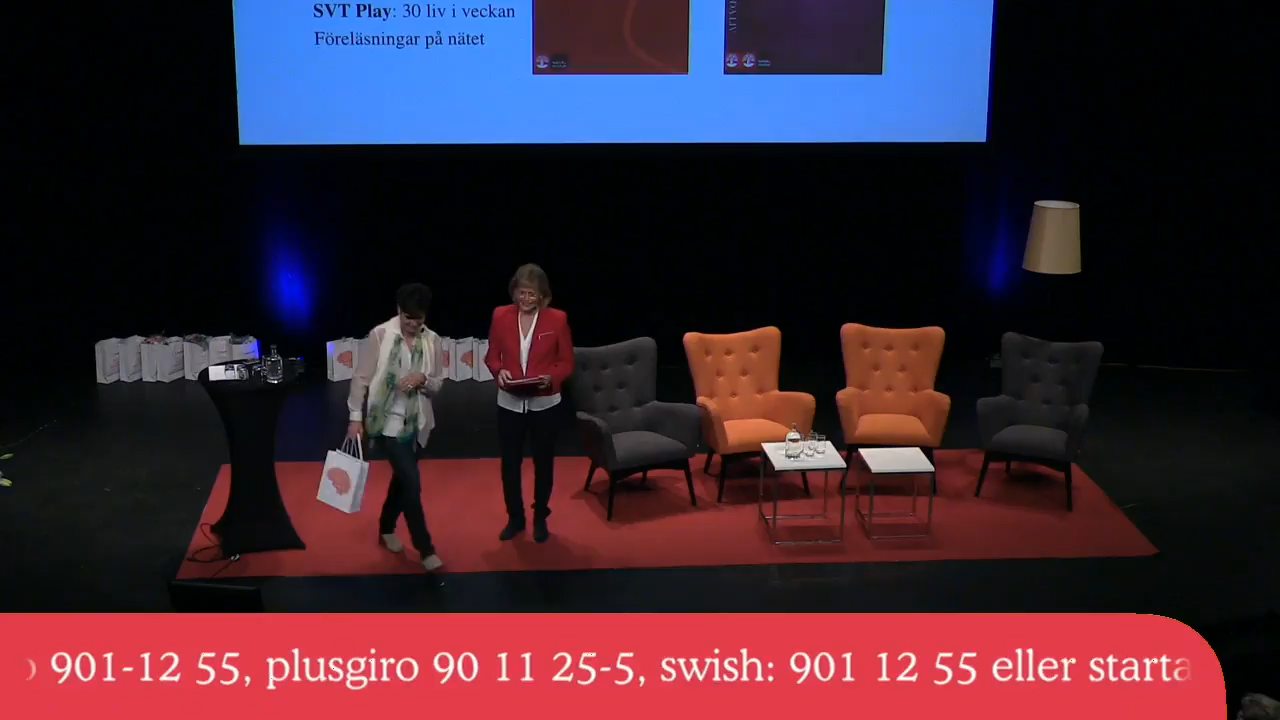 SVT Play: 30 liv i veckan
Föreläsningar på nätet
901-12 55, plusgiro 90 11 25-5, swish: 901 12 55 eller starta